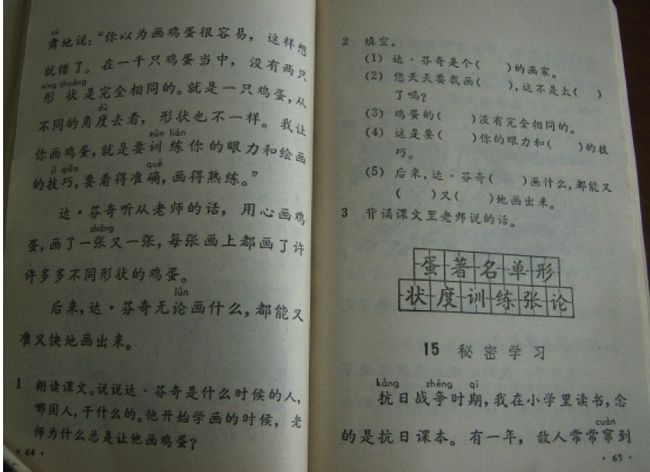 sù
肃地说："你以为画鸡蛋很容易，这样想
就错了。在一千只鸡蛋当中，没有两只
xíng zhuàng
形状是完全相同的。就是一只鸡蛋，从
dù
不同的角度去看，形状也不一样。我让
xùn liàn
你画鸡蛋，就是要训练你的眼力和绘画
jì qiǎo què
的技巧，要看得准确，画得熟练。"
达·芬奇听从老师的话，用心画鸡
zhāng
蛋，画了一张又一张，每张画上都画了许
许多多不同形状的鸡蛋。
lùn
后来，达·芬奇无论画什么，都能又
准又快地画出来。
1 朗读课文。说说达·芬奇是什么时候的人，
哪国人，干什么的。他开始学画的时候，老
师为什么总是让他画鸡蛋？
·64·
2 填空。
(1) 达·芬奇是个( )的画家。
(2) 您天天要我画( )，这不是太( )
了吗？
(3) 鸡蛋的( )没有完全相同的。
(4) 这是要( )你的眼力和( )的技
巧。
(5) 后来，达·芬奇( )画什么，都能又
( )又( )地画出来。
3 背诵课文里老师说的话。
蛋著名单形
状度训练张论
15 秘密学习
kàng zhēng qī
抗日战争时期，我在小学里读书，念
cuàn
的是抗日课本。有一年，敌人常常窜到
·65·